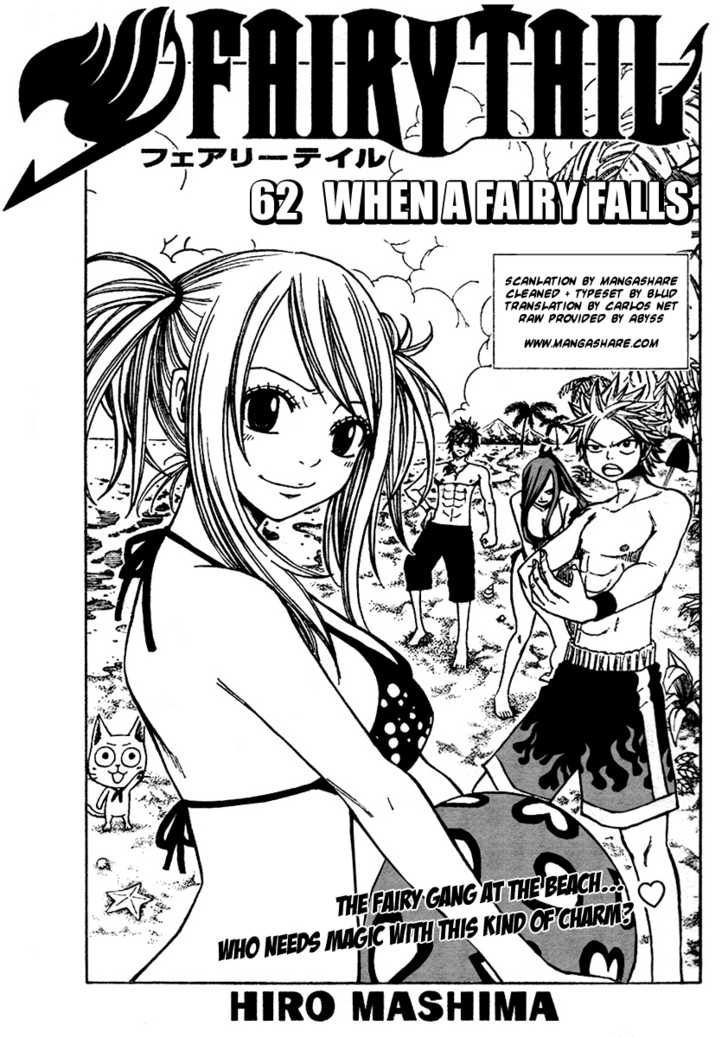 FAIRY TAIL
フェアリーテイル
62 WHEN A FAIRY FALLS
SCANLATION BY MANGASHARE
CLEANED + TYPESET BY BLUD
TRANSLATION BY CARLOS NET
RAW PROVIDED BY ABYSS
WWW.MANGASHARE.COM
THE FAIRY GANG AT THE BEACH...
WHO NEEDS MAGIC WITH THIS KIND OF CHARM?
HIRO MASHIMA